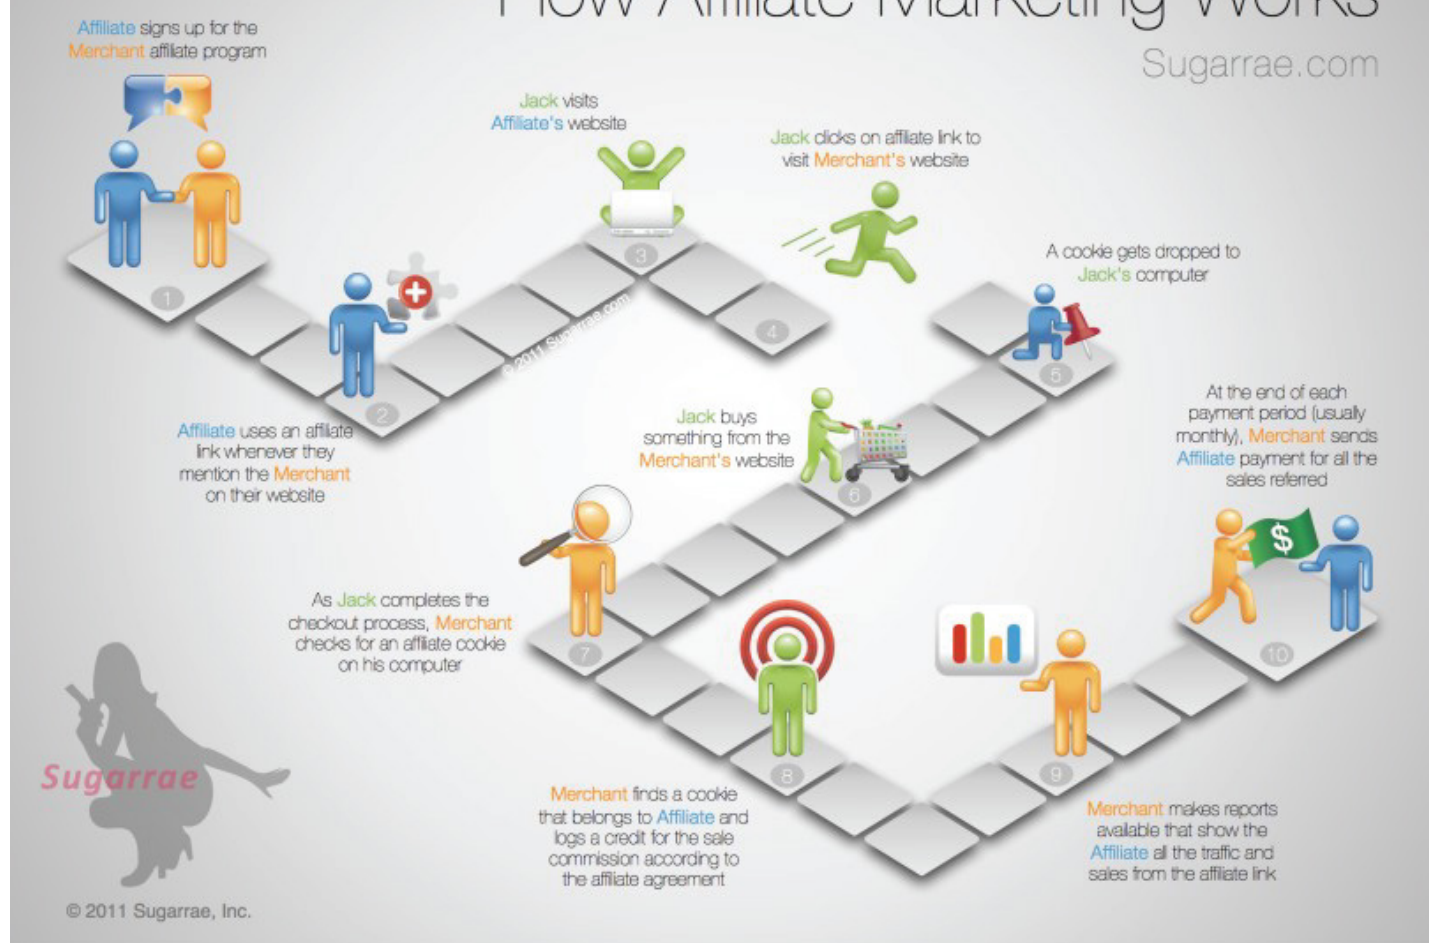 How Affiliate Marketing Works
Sugarrae.com
Affiliate signs up for the
Merchant affiliate program
1
Affiliate uses an affiliate
link whenever they
mention the Merchant
on their website
2
Jack visits
Affiliate's website
3
© 2011 Sugarrae.com
Jack clicks on affiliate link to
visit Merchant's website
4
A cookie gets dropped to
Jack's computer
5
Jack buys
something from the
Merchant's website
6
As Jack completes the
checkout process, Merchant
checks for an affiliate cookie
on his computer
7
Merchant finds a cookie
that belongs to Affiliate and
logs a credit for the sale
commission according to
the affiliate agreement
8
Merchant makes reports
available that show the
Affiliate all the traffic and
sales from the affiliate link
9
At the end of each
payment period (usually
monthly), Merchant sends
Affiliate payment for all the
sales referred
$
10
Sugarrae
© 2011 Sugarrae, Inc.